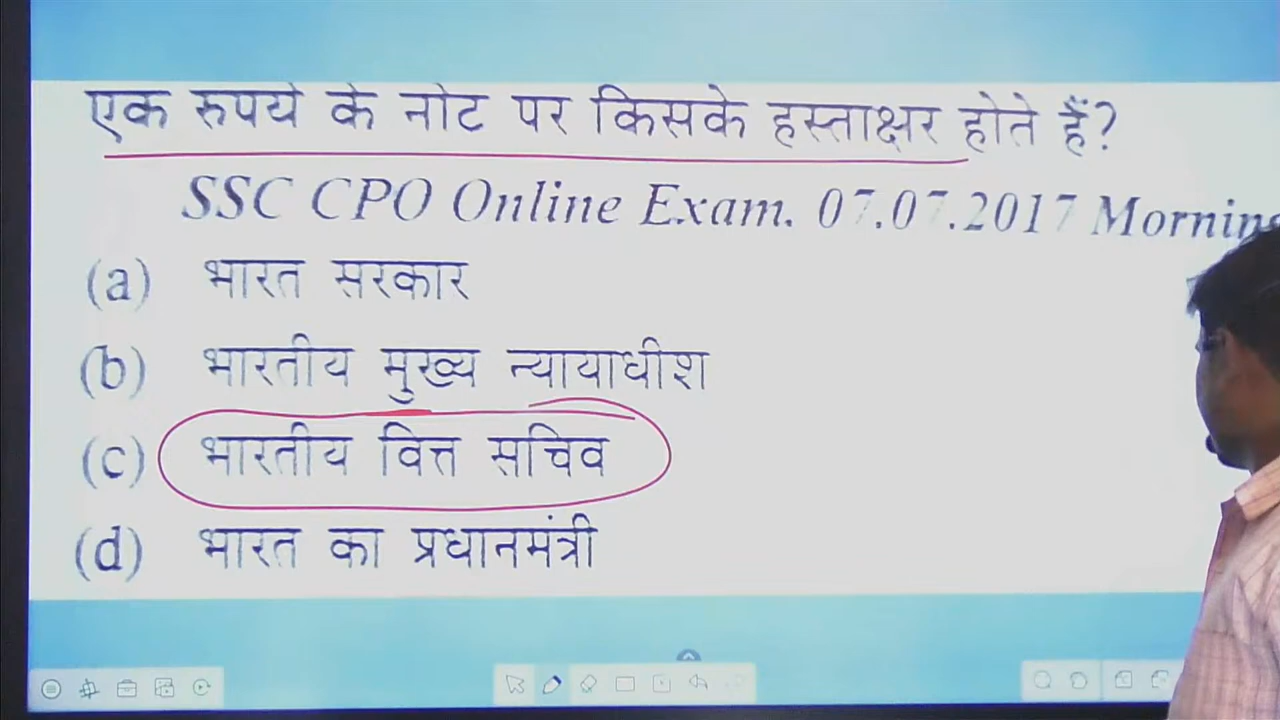 एक रुपये के नोट पर किसके हस्ताक्षर होते हैं?
SSC CPO Online Exam. 07.07.2017
(a) भारत सरकार
(b) भारतीय मुख्य न्यायाधीश
(c) भारतीय वित्त सचिव
(d) भारत का प्रधानमंत्री